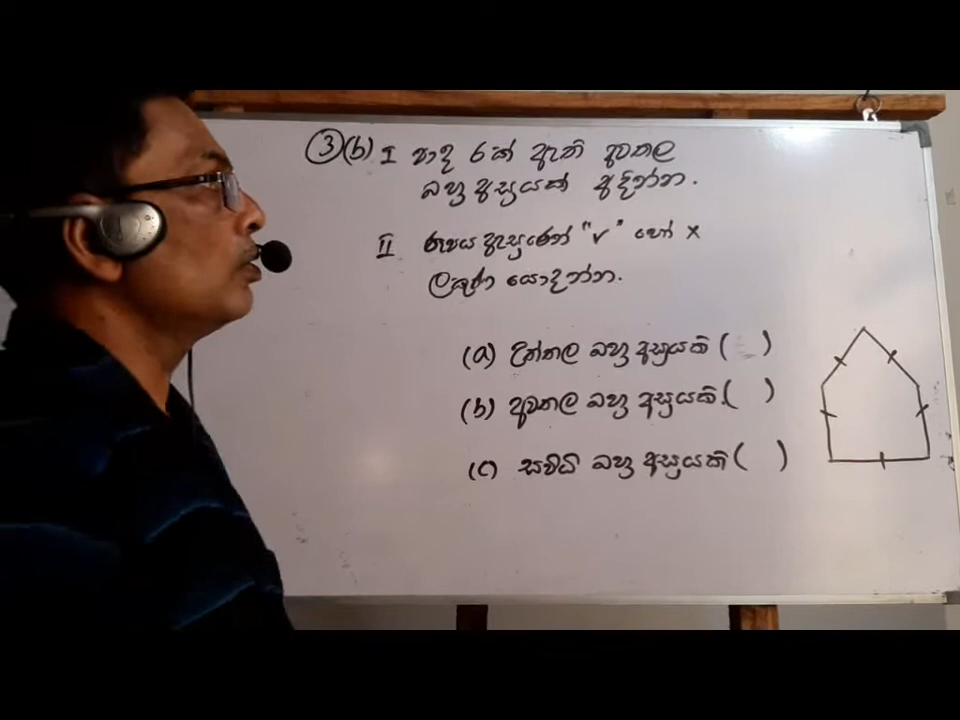 ③(b) I පාද 6ක් ඇති අවතල
බහු අස්‍රයක් අදින්න.
II රූපය ඇසුරෙන් "√" හෝ ×
ලකුණ යොදන්න.
(a) උත්තල බහු අස්‍රයකි ( )
(b) අවතල බහු අස්‍රයකි. ( )
(c) සවිධි බහු අස්‍රයකි ( )